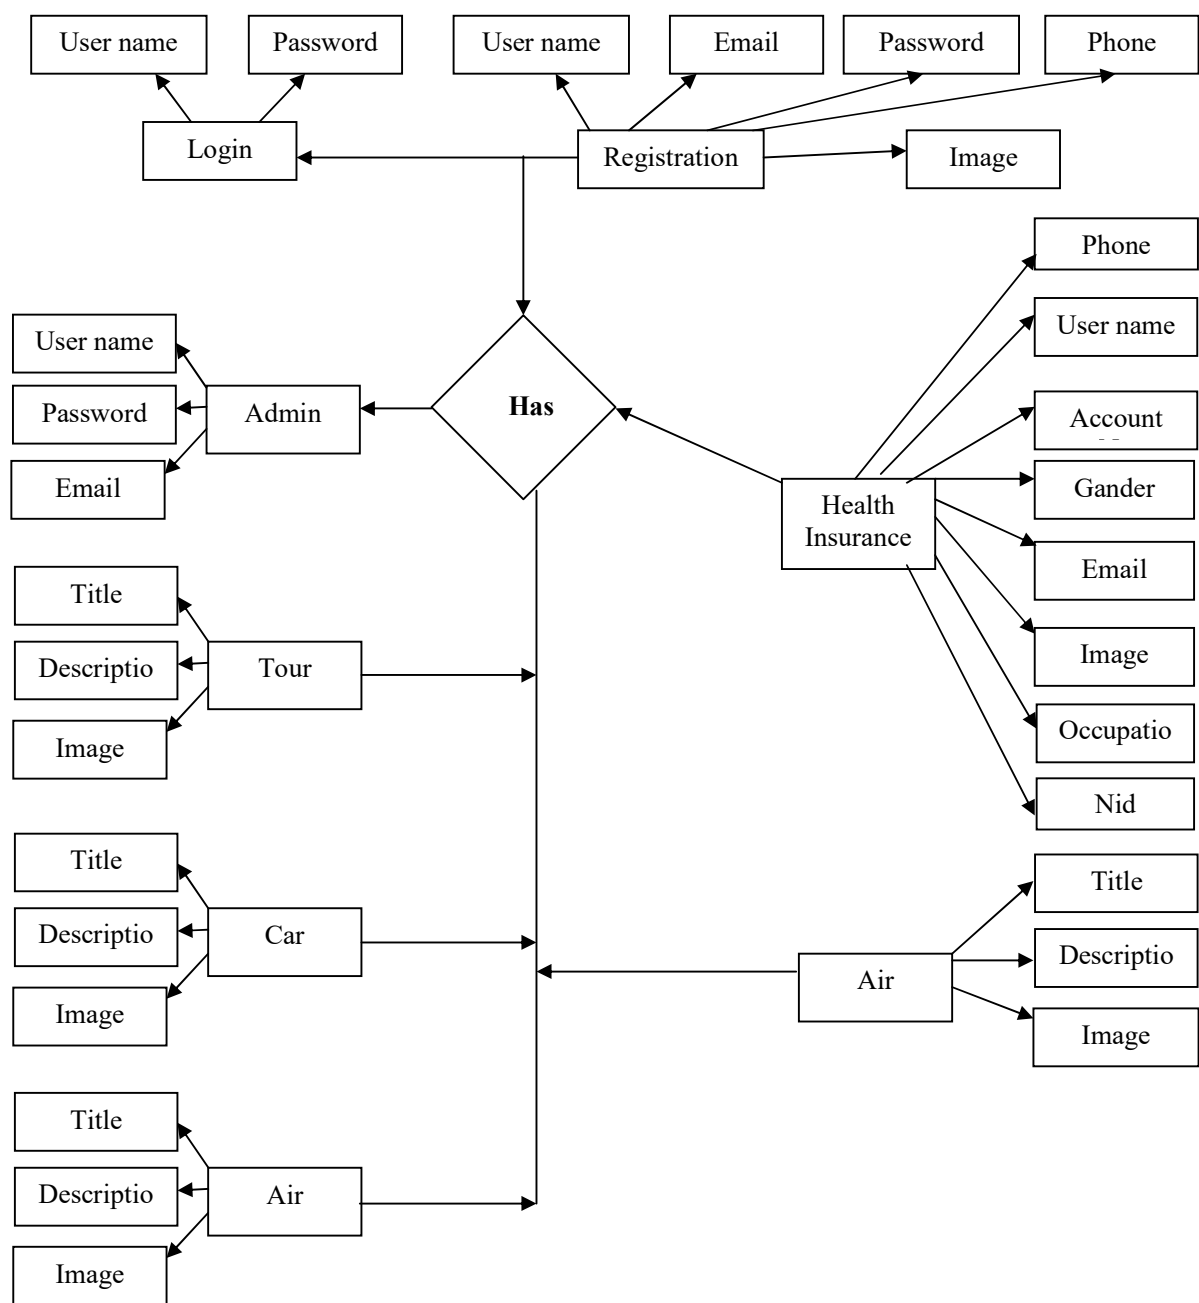 User name
Password
User name
Email
Password
Phone
Login
Registration
Image
Phone
User name
User name
Password
Admin
Has
Account
Gander
Email
Health
Insurance
Email
Title
Descriptio
Tour
Image
Image
Occupatio
Nid
Title
Descriptio
Car
Image
Title
Descriptio
Air
Image
Title
Descriptio
Air
Image